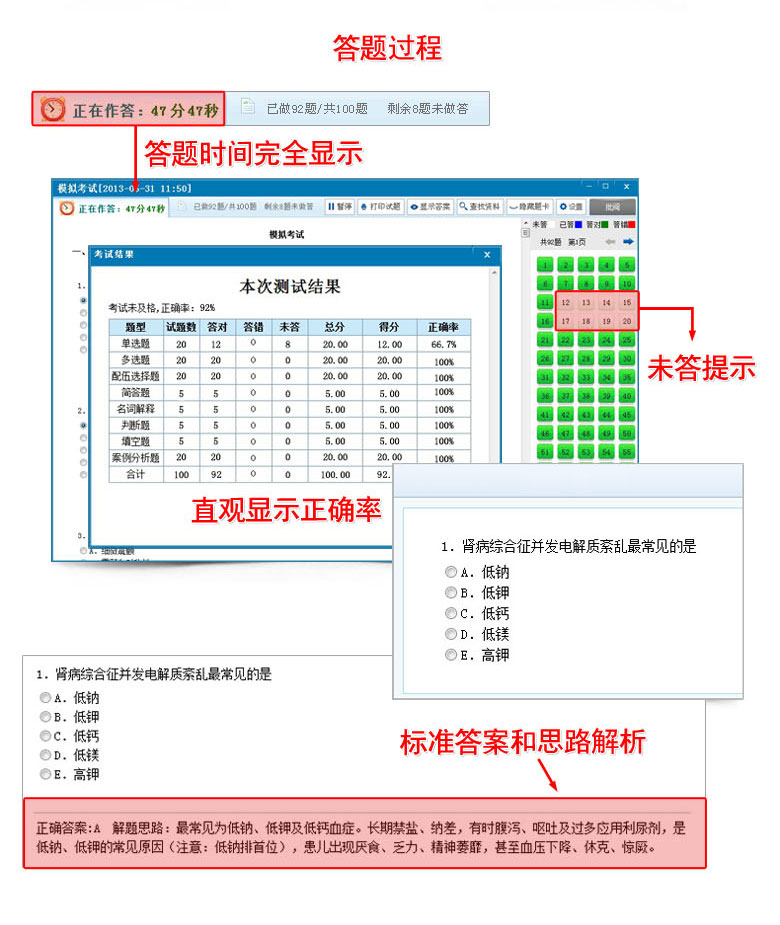 答题过程
正在作答：47分47秒 已做92题/共100题 剩余8题未做答
答题时间完全显示
模拟考试[2013-05-31 11:50]
正在作答：47分47秒 已做92题/共100题 剩余8题未做答 暂停 打印试题 显示答案 查找资料 隐藏题卡 设置
未答 已答 答对 答错
模拟考试
共92题 第1页
一、
考试结果 X
本次测试结果
考试未及格,正确率：92%
题型 试题数 答对 答错 未答 总分 得分 正确率
单选题 20 12 0 8 20.00 12.00 66.7%
多选题 20 20 0 0 20.00 20.00 100%
配伍选择题 20 20 0 0 20.00 20.00 100%
简答题 5 5 0 0 5.00 5.00 100%
名词解释 5 5 0 0 5.00 5.00 100%
判断题 5 5 0 0 5.00 5.00 100%
填空题 5 5 0 0 5.00 5.00 100%
案例分析题 20 20 0 0 20.00 20.00 100%
合计 100 92 0 0 100.00 92.
1.
2.
3.
1 2 3 4 5
6 7 8 9 10
11 12 13 14 15
16 17 18 19 20
21 22 23 24 25
26 27 28 29 30
31 32 33 34 35
36 37 38 39 40
41 42 43 44 45
46 47 48 49 50
51 52 53 54 55
未答提示
直观显示正确率
1. 肾病综合征并发电解质紊乱最常见的是
A. 低钠
B. 低钾
C. 低钙
D. 低镁
E. 高钾
1. 肾病综合征并发电解质紊乱最常见的是
A. 低钠
B. 低钾
C. 低钙
D. 低镁
E. 高钾
标准答案和思路解析
正确答案:A 解题思路：最常见为低钠、低钾及低钙血症。长期禁盐、纳差，有时腹泻、呕吐及过多应用利尿剂，是
低钠、低钾的常见原因（注意：低钠排首位），患儿出现厌食、乏力、精神萎靡，甚至血压下降、休克、惊厥。